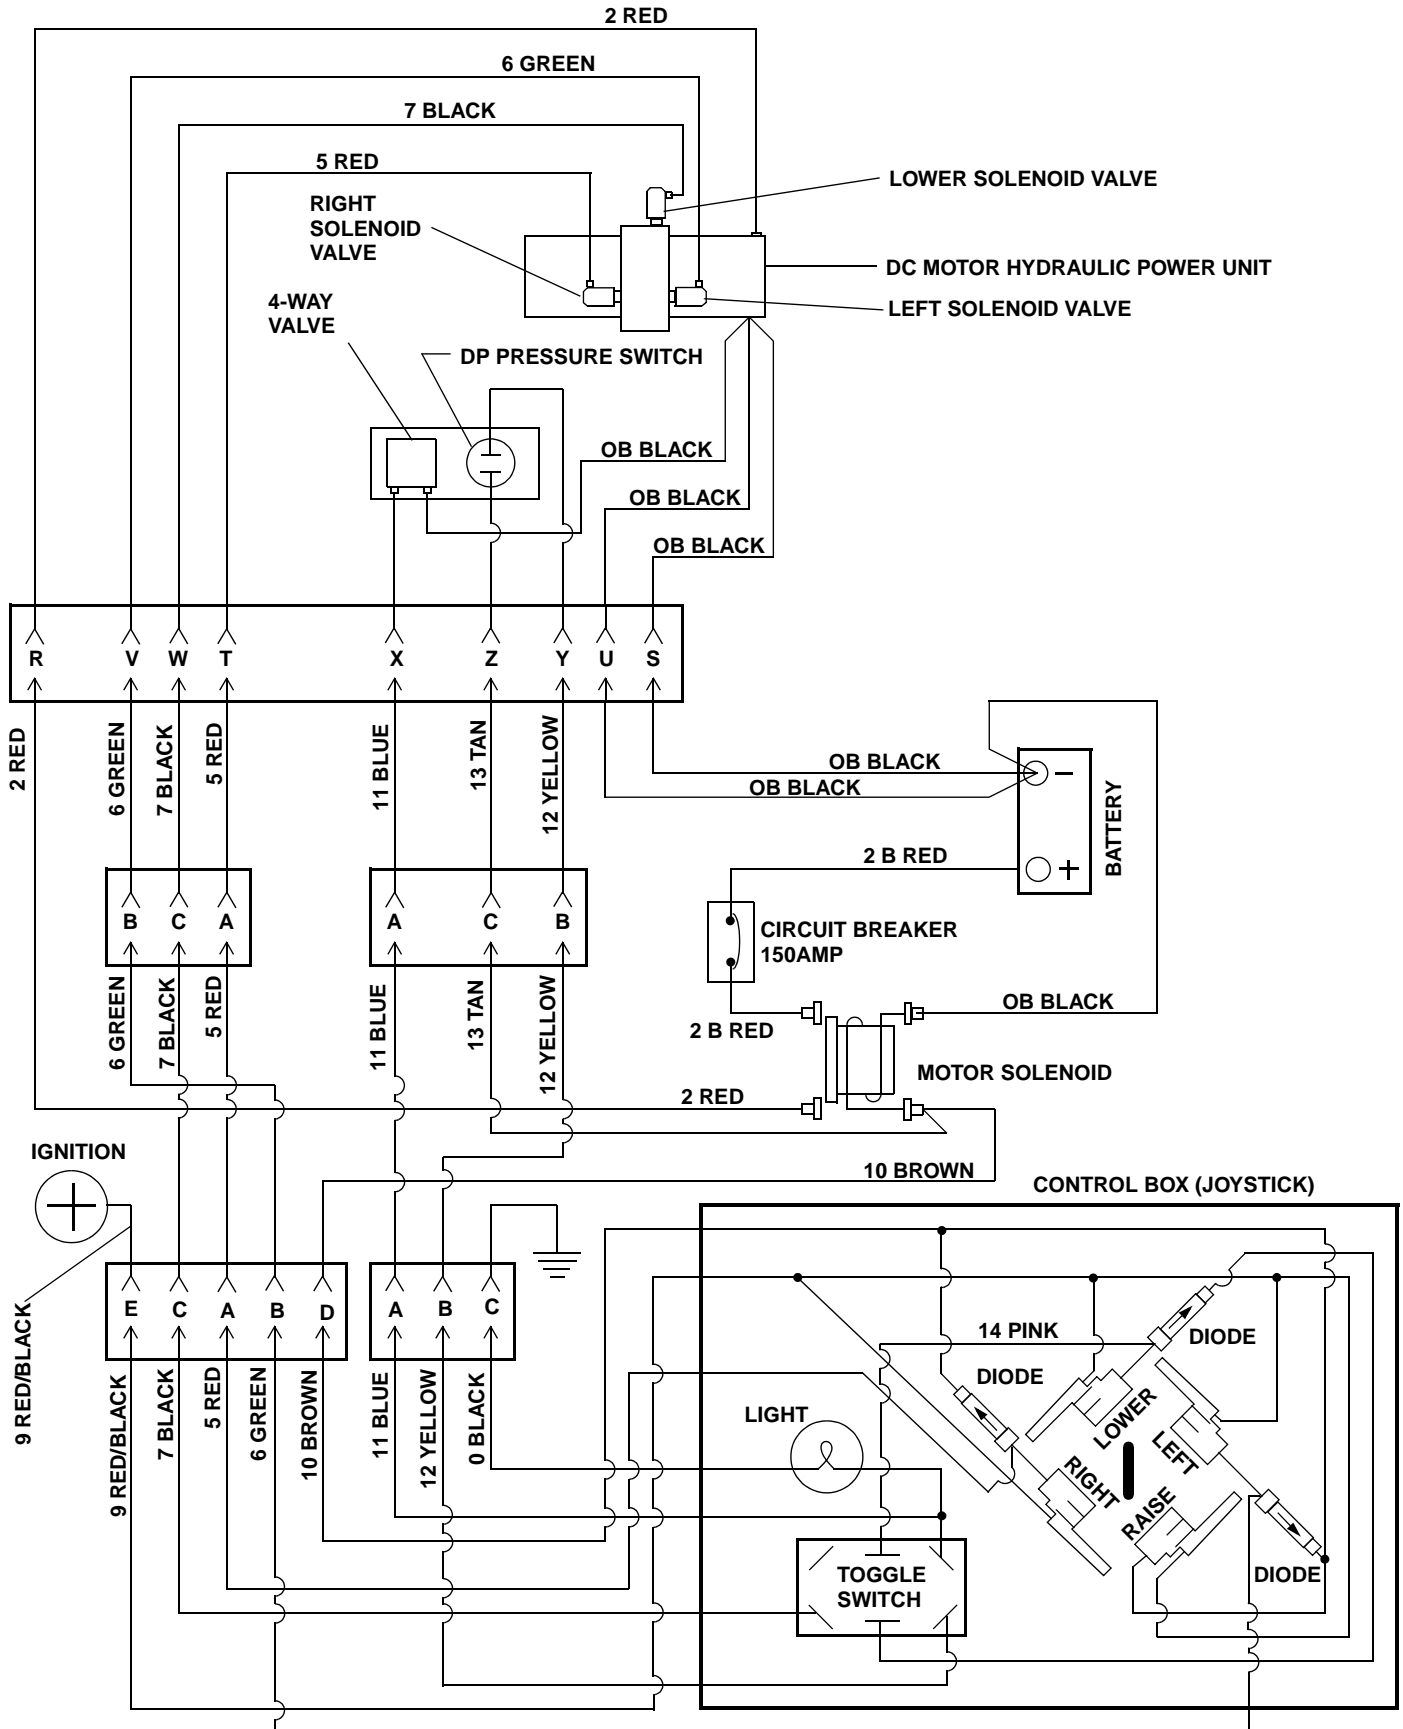 2 RED
6 GREEN
7 BLACK
5 RED
LOWER SOLENOID VALVE
RIGHT
SOLENOID
VALVE
DC MOTOR HYDRAULIC POWER UNIT
4-WAY
VALVE
LEFT SOLENOID VALVE
DP PRESSURE SWITCH
OB BLACK
OB BLACK
OB BLACK
R V W T X Z Y U S
2 RED
6 GREEN
7 BLACK
5 RED
11 BLUE
13 TAN
12 YELLOW
OB BLACK
OB BLACK
−
+
BATTERY
2 B RED
B C A
A C B
CIRCUIT BREAKER
150AMP
6 GREEN
7 BLACK
5 RED
11 BLUE
13 TAN
12 YELLOW
2 B RED
OB BLACK
MOTOR SOLENOID
2 RED
IGNITION
10 BROWN
CONTROL BOX (JOYSTICK)
E C A B D
A B C
9 RED/BLACK
9 RED/BLACK
7 BLACK
5 RED
6 GREEN
10 BROWN
11 BLUE
12 YELLOW
0 BLACK
14 PINK
DIODE
DIODE
LIGHT
LOWER
LEFT
RIGHT
RAISE
DIODE
TOGGLE
SWITCH